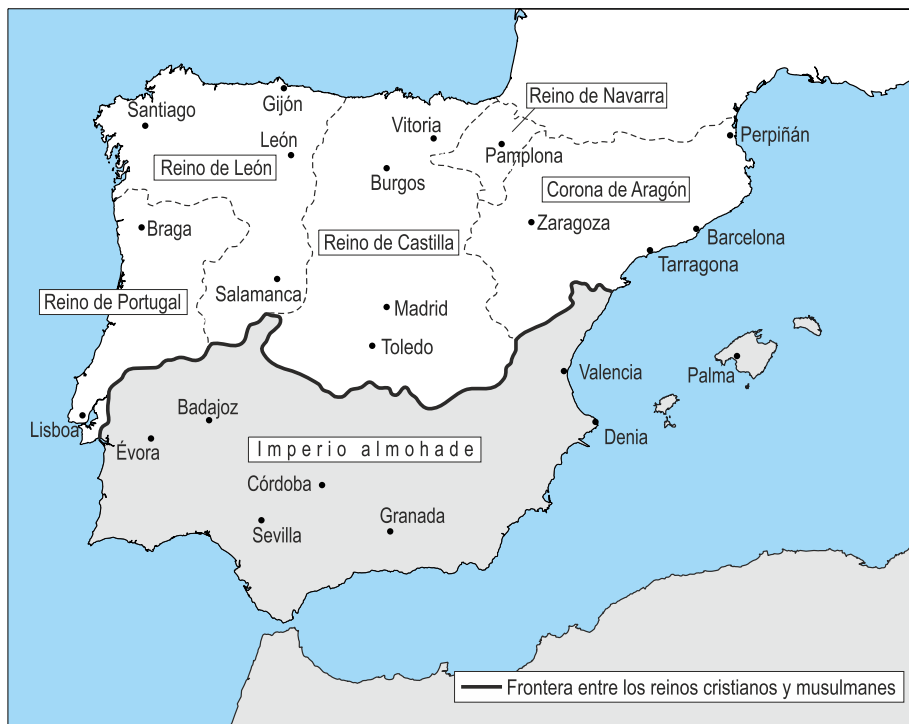 Gijón
Santiago
León
Reino de León
Vitoria
Burgos
Reino de Navarra
Pamplona
Perpiñán
Corona de Aragón
Zaragoza
Barcelona
Tarragona
Braga
Reino de Castilla
Reino de Portugal
Salamanca
Madrid
Toledo
Valencia
Palma
Denia
Lisboa
Badajoz
Évora
Imperio almohade
Córdoba
Sevilla
Granada
Frontera entre los reinos cristianos y musulmanes